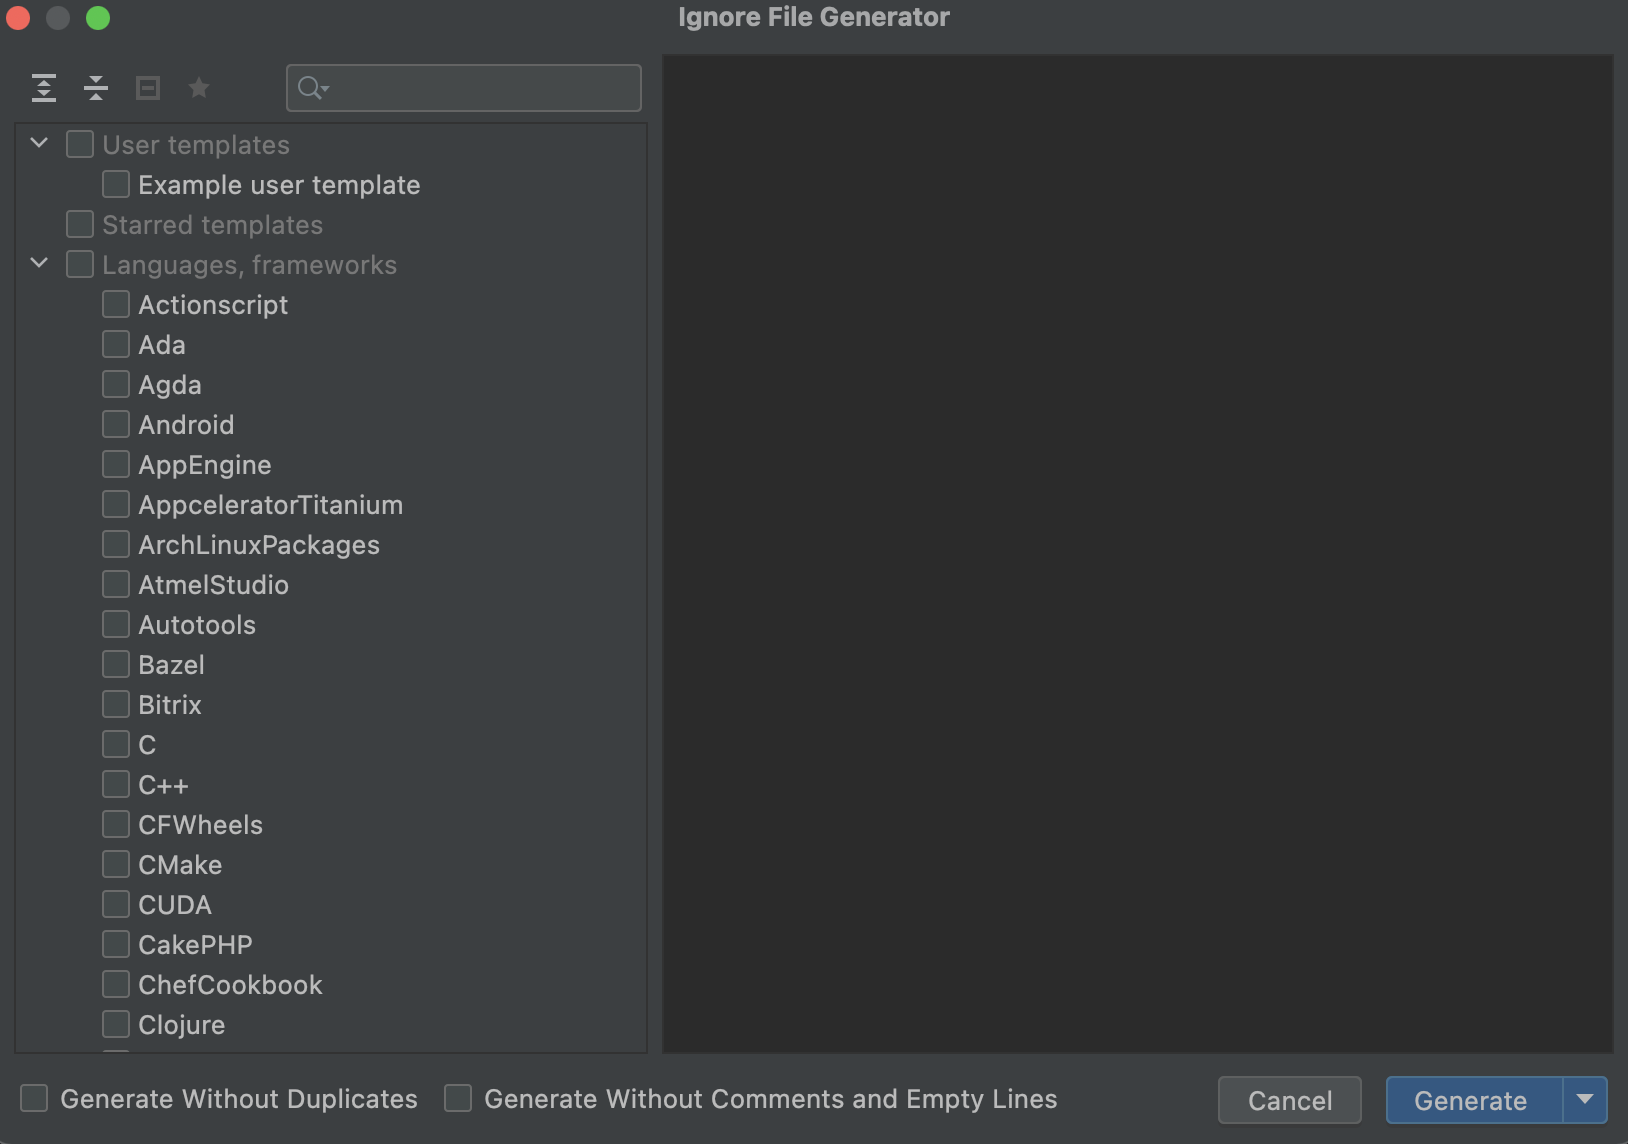 Ignore File Generator
User templates
Example user template
Starred templates
Languages, frameworks
Actionscript
Ada
Agda
Android
AppEngine
AppceleratorTitanium
ArchLinuxPackages
AtmelStudio
Autotools
Bazel
Bitrix
C
C++
CFWheels
CMake
CUDA
CakePHP
ChefCookbook
Clojure
Generate Without Duplicates Generate Without Comments and Empty Lines Cancel Generate